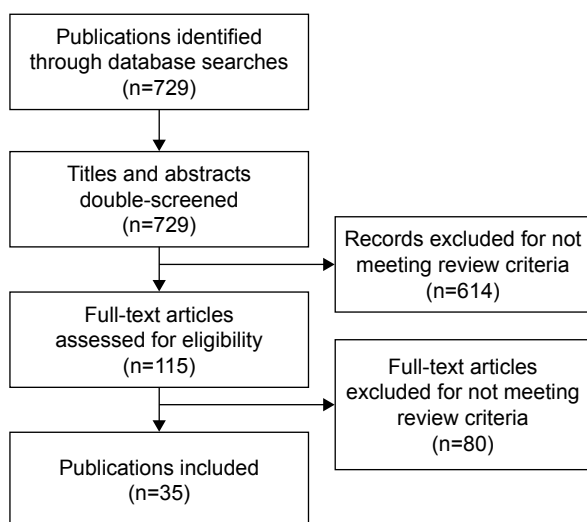 Publications identified
through database searches
(n=729)
Titles and abstracts
double-screened
(n=729)
Records excluded for not
meeting review criteria
(n=614)
Full-text articles
assessed for eligibility
(n=115)
Full-text articles
excluded for not meeting
review criteria
(n=80)
Publications included
(n=35)